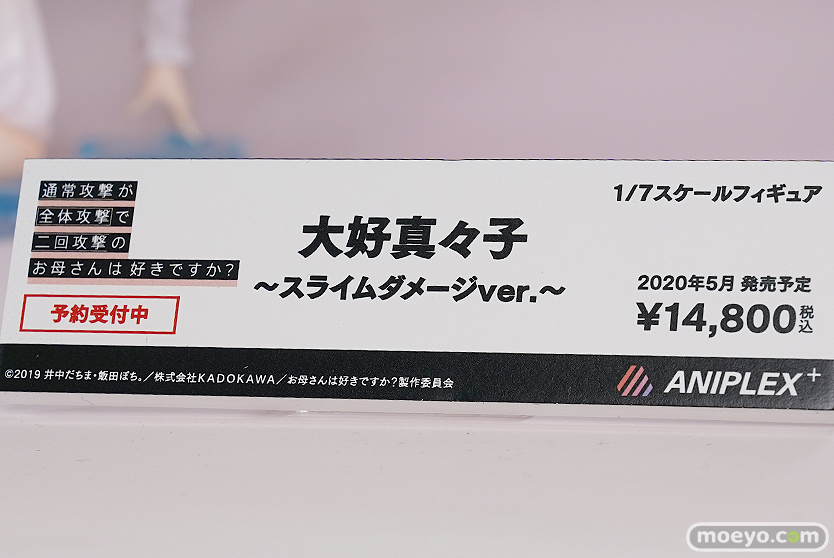 通常攻撃が
全体攻撃で
二回攻撃の
お母さんは好きですか?
予約受付中
大好真々子
～スライムダメージver.～
1/7スケールフィギュア
2020年5月 発売予定
¥14,800税込
©2019 井中だちま・飯田ぽち。／株式会社KADOKAWA／お母さんは好きですか?製作委員会
ANIPLEX+
moeyo.com